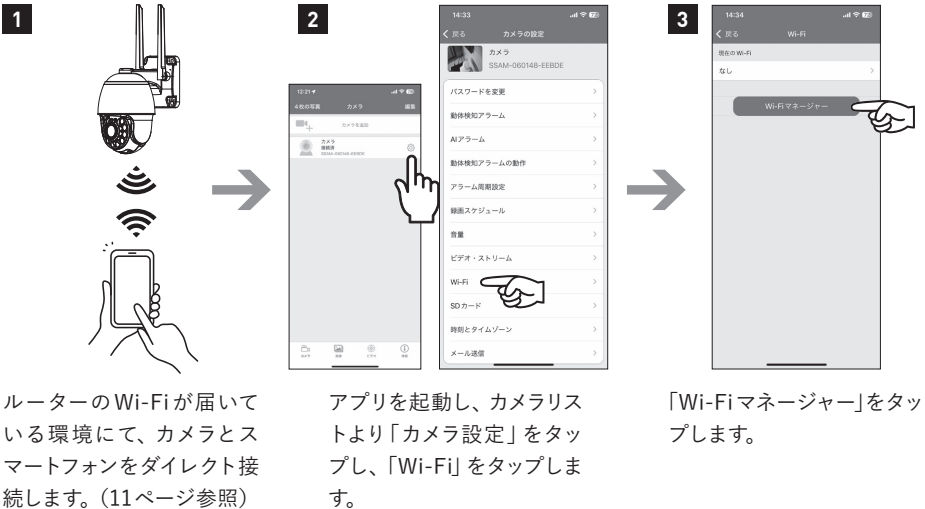 1
ルーターのWi-Fiが届いて
いる環境にて、カメラとス
マートフォンをダイレクト接
続します。（11ページ参照）
2
12:21
4枚の写真 カメラ 編集
カメラを追加
カメラ
接続済
SSAM-060148-EEBDE
カメラ
ビデオ
14:33
戻る カメラの設定
カメラ
SSAM-060148-EEBDE
パスワードを変更
動体検知アラーム
AIアラーム
動体検知アラームの動作
アラーム周期設定
録画スケジュール
音量
ビデオ・ストリーム
Wi-Fi
SDカード
時刻とタイムゾーン
メール送信
アプリを起動し、カメラリス
トより「カメラ設定」をタッ
プし、「Wi-Fi」をタップしま
す。
3
14:34
戻る Wi-Fi
現在のWi-Fi
なし
Wi-Fiマネージャー
「Wi-Fiマネージャー」をタッ
プします。